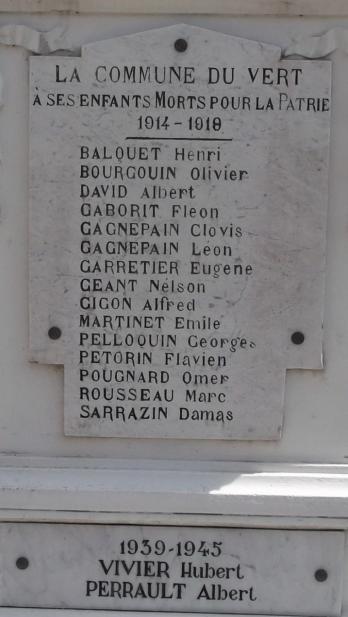 LA COMMUNE DU VERT
A SES ENFANTS MORTS POUR LA PATRIE
1914-1918
BALQUET Henri
BOURGOUIN Olivier
DAVID Albert
GABORIT Fleon
GAGNEPAIN Clovis
GAGNEPAIN Léon
GARRETIER Eugene
GEANT Nelson
GIGON Alfred
MARTINET Emile
PELLOQUIN Georges
PETORIN Flavien
POUGNARD Omer
ROUSSEAU Marc
SARRAZIN Damas
1939-1945
VIVIER Hubert
PERRAULT Albert